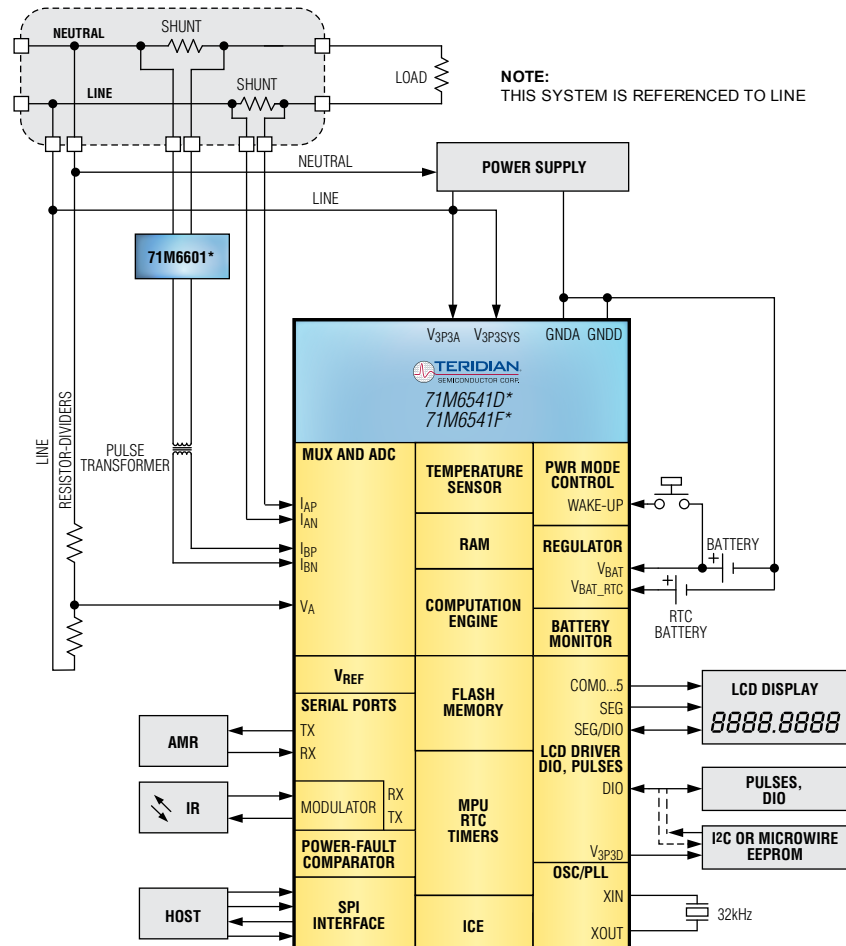 SHUNT
NEUTRAL
SHUNT
LINE
LOAD
NOTE:
THIS SYSTEM IS REFERENCED TO LINE
NEUTRAL
POWER SUPPLY
LINE
71M6601*
V3P3A
V3P3SYS
GNDA
GNDD
TERIDIAN
SEMICONDUCTOR CORP.
71M6541D*
71M6541F*
LINE
RESISTOR-DIVIDERS
PULSE
TRANSFORMER
MUX AND ADC
IAP
IAN
IBP
IBN
VA
TEMPERATURE
SENSOR
PWR MODE
CONTROL
WAKE-UP
RAM
REGULATOR
BATTERY
+
VBAT
VBAT_RTC
+
RTC
BATTERY
COMPUTATION
ENGINE
BATTERY
MONITOR
VREF
SERIAL PORTS
TX
RX
AMR
FLASH
MEMORY
COM0...5
SEG
SEG/DIO
LCD DRIVER
DIO, PULSES
DIO
LCD DISPLAY
8888.8888
IR
MODULATOR
RX
TX
MPU
RTC
TIMERS
PULSES,
DIO
I2C OR MICROWIRE
EEPROM
POWER-FAULT
COMPARATOR
V3P3D
OSC/PLL
HOST
SPI
INTERFACE
ICE
XIN
XOUT
32kHz